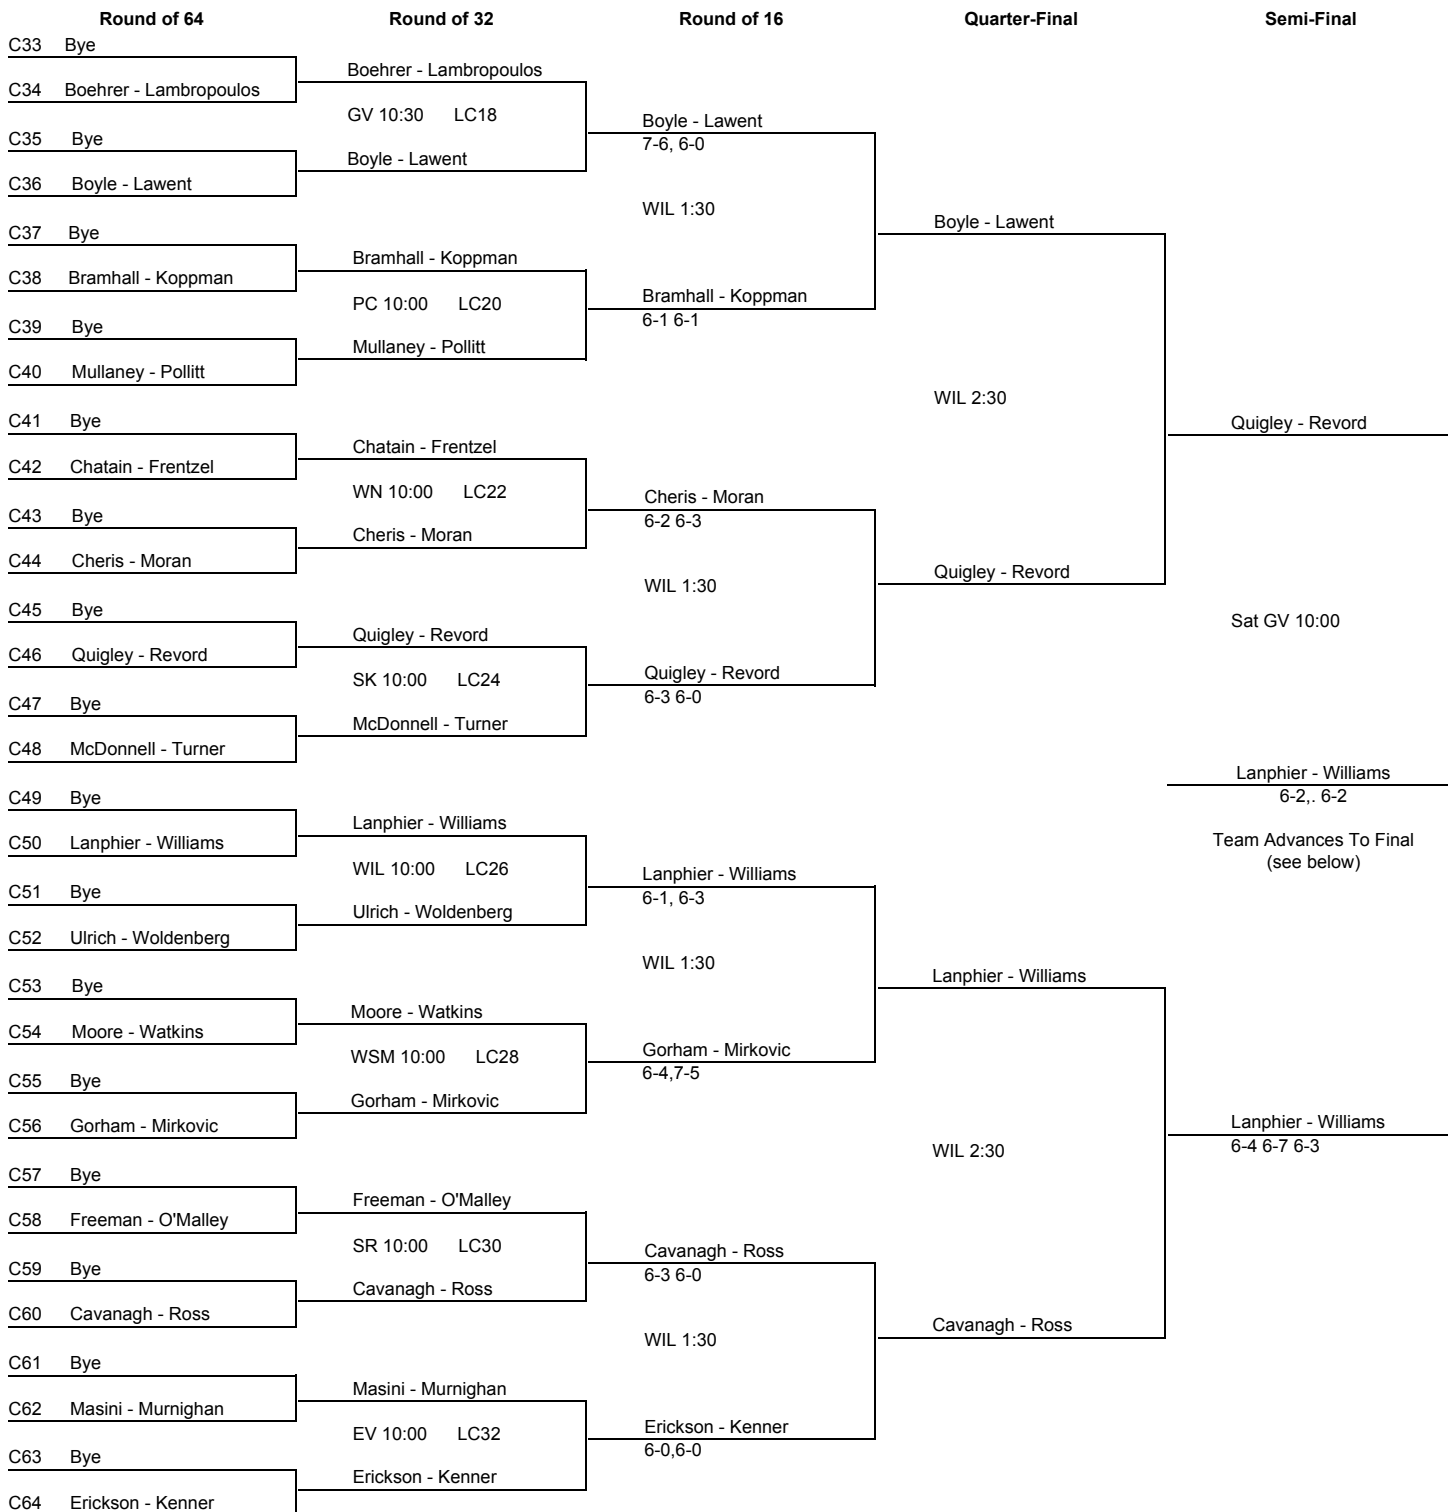 Round of 64 Round of 32 Round of 16 Quarter-Final Semi-Final
C33 Bye
Boehrer - Lambropoulos
C34 Boehrer - Lambropoulos
GV 10:30 LC18
Boyle - Lawent
C35 Bye
7-6, 6-0
Boyle - Lawent
C36 Boyle - Lawent
WIL 1:30
Boyle - Lawent
C37 Bye
Bramhall - Koppman
C38 Bramhall - Koppman
PC 10:00 LC20
Bramhall - Koppman
6-1 6-1
C39 Bye
Mullaney - Pollitt
C40 Mullaney - Pollitt
WIL 2:30
C41 Bye
Quigley - Revord
Chatain - Frentzel
C42 Chatain - Frentzel
WN 10:00 LC22
Cheris - Moran
C43 Bye
6-2 6-3
Cheris - Moran
C44 Cheris - Moran
Quigley - Revord
WIL 1:30
C45 Bye
Sat GV 10:00
Quigley - Revord
C46 Quigley - Revord
SK 10:00 LC24
Quigley - Revord
6-3 6-0
C47 Bye
McDonnell - Turner
C48 McDonnell - Turner
Lanphier - Williams
6-2,. 6-2
C49 Bye
Lanphier - Williams
C50 Lanphier - Williams
Team Advances To Final
(see below)
WIL 10:00 LC26
Lanphier - Williams
C51 Bye
6-1, 6-3
Ulrich - Woldenberg
C52 Ulrich - Woldenberg
WIL 1:30
Lanphier - Williams
C53 Bye
Moore - Watkins
C54 Moore - Watkins
WSM 10:00 LC28
Gorham - Mirkovic
6-4,7-5
C55 Bye
Gorham - Mirkovic
C56 Gorham - Mirkovic
Lanphier - Williams
6-4 6-7 6-3
WIL 2:30
C57 Bye
Freeman - O'Malley
C58 Freeman - O'Malley
SR 10:00 LC30
Cavanagh - Ross
C59 Bye
6-3 6-0
Cavanagh - Ross
C60 Cavanagh - Ross
Cavanagh - Ross
WIL 1:30
C61 Bye
Masini - Murnighan
C62 Masini - Murnighan
EV 10:00 LC32
Erickson - Kenner
6-0,6-0
C63 Bye
Erickson - Kenner
C64 Erickson - Kenner